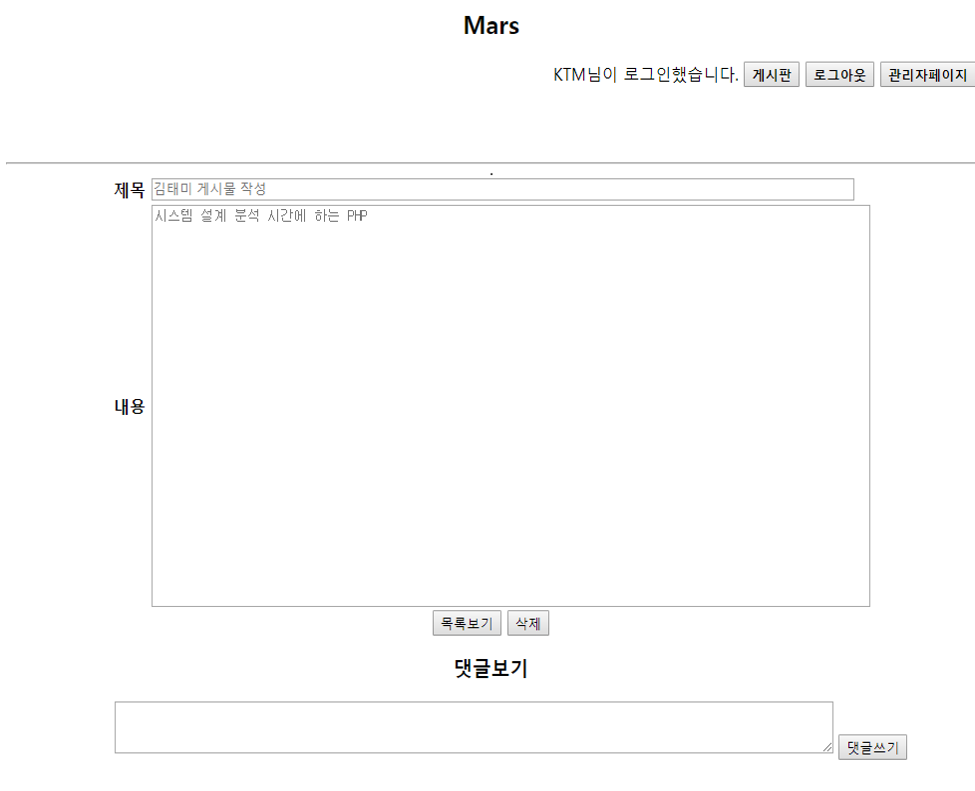 Mars
KTM님이 로그인했습니다. 게시판 로그아웃 관리자페이지
.
제목 김태미 게시물 작성
시스템 설계 분석 시간에 하는 PHP
내용
목록보기 삭제
댓글보기
댓글쓰기